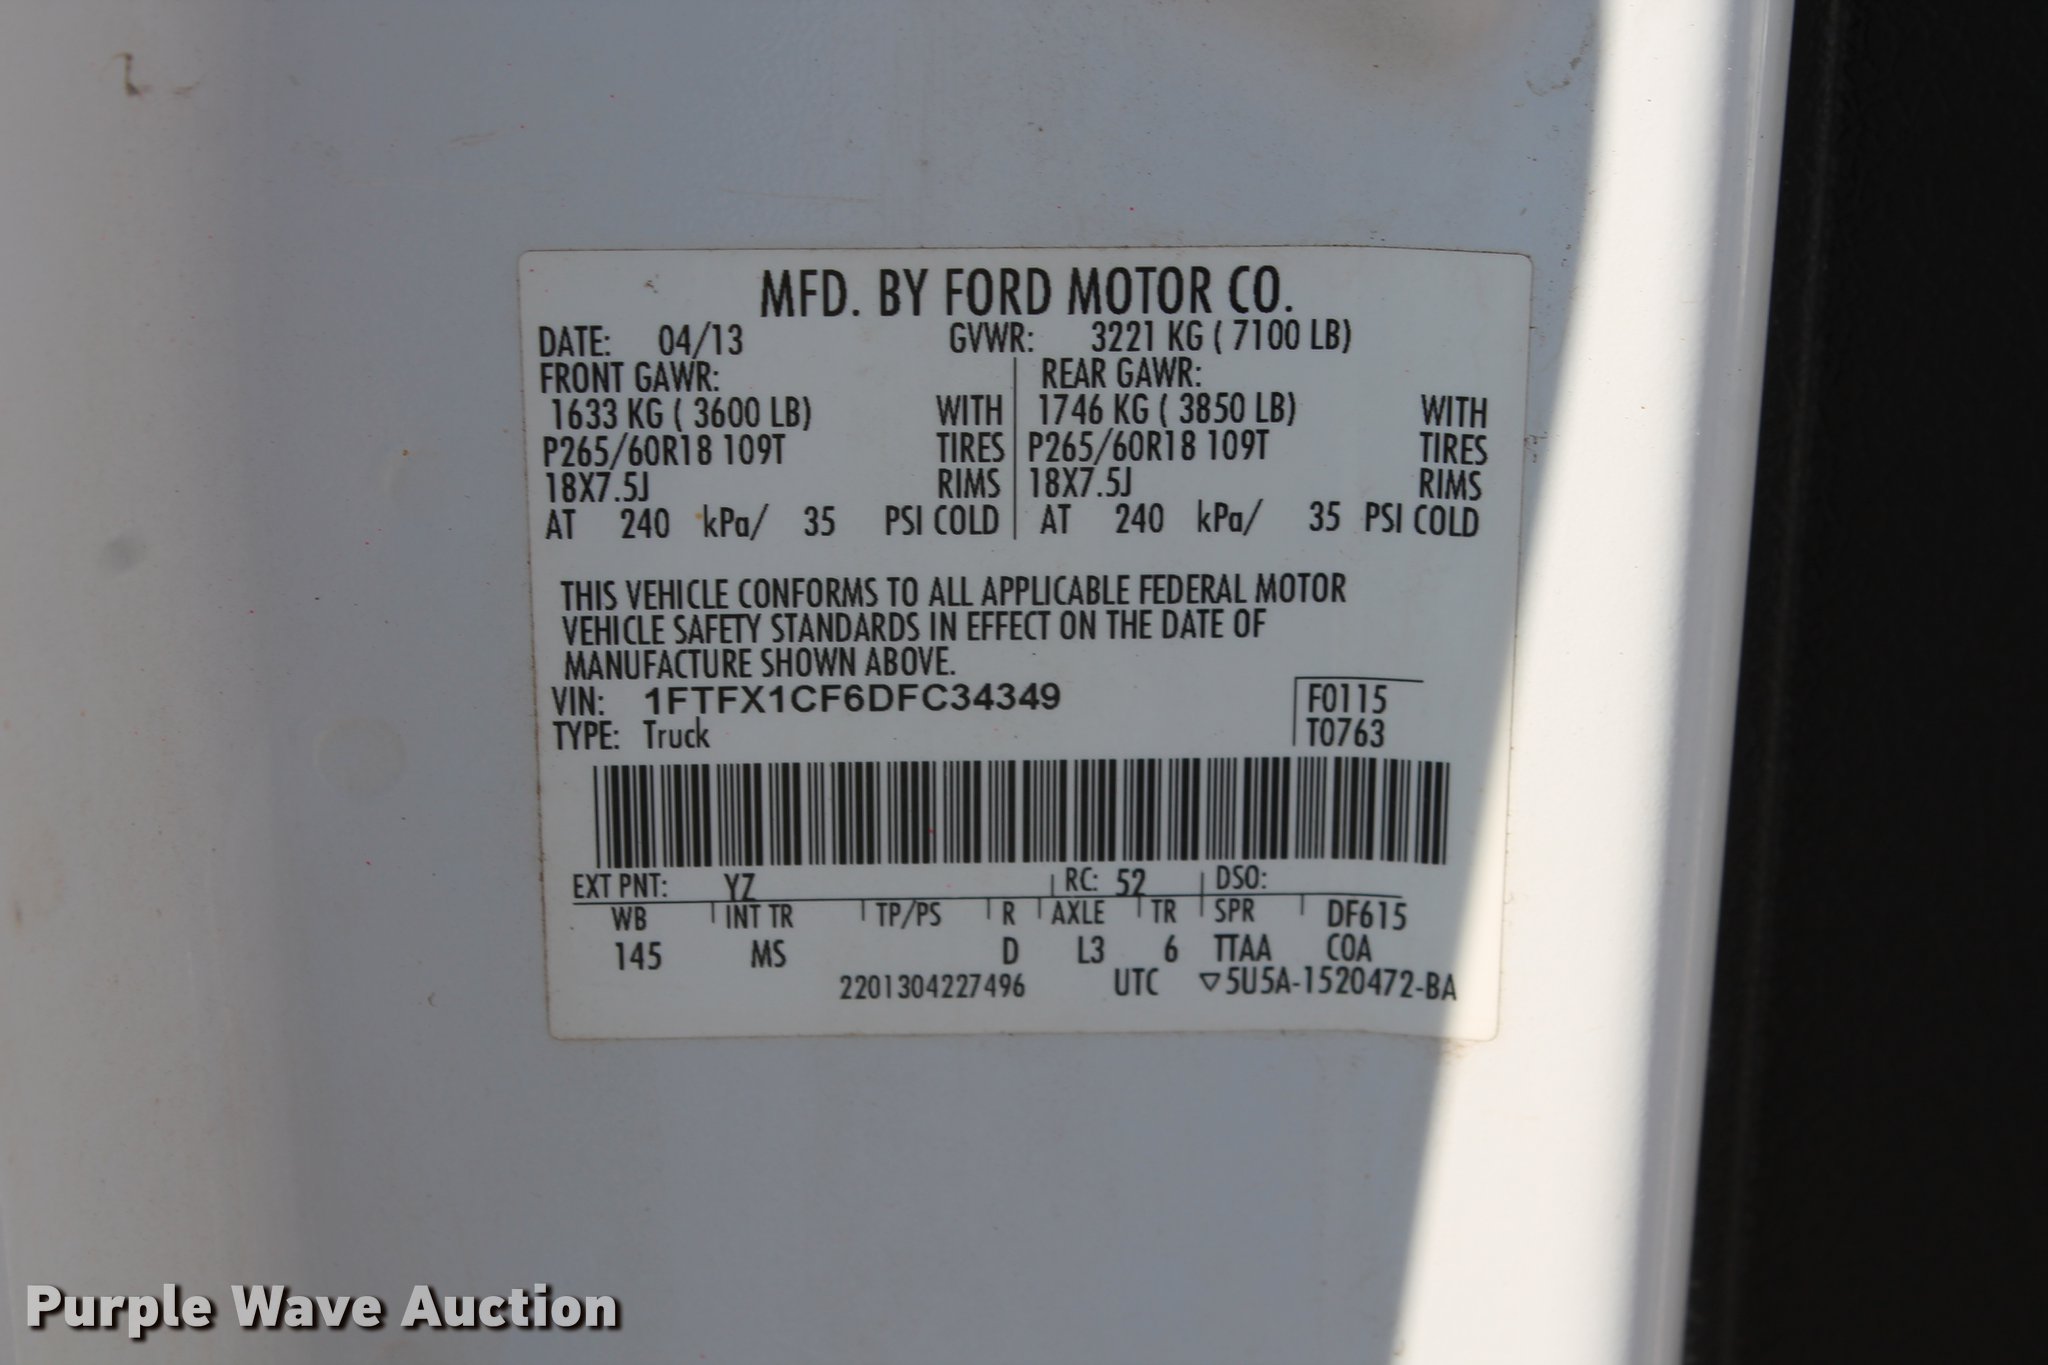 MFD. BY FORD MOTOR CO.
DATE: 04/13 GVWR: 3221 KG ( 7100 LB)
FRONT GAWR: REAR GAWR:
1633 KG ( 3600 LB) WITH 1746 KG ( 3850 LB) WITH
P265/60R18 109T TIRES P265/60R18 109T TIRES
18X7.5J RIMS 18X7.5J RIMS
AT 240 kPa/ 35 PSI COLD AT 240 kPa/ 35 PSI COLD
THIS VEHICLE CONFORMS TO ALL APPLICABLE FEDERAL MOTOR
VEHICLE SAFETY STANDARDS IN EFFECT ON THE DATE OF
MANUFACTURE SHOWN ABOVE.
VIN: 1FTFX1CF6DFC34349 F0115
TYPE: Truck T0763
EXT PNT: YZ RC: 52 DSO:
WB INT TR TP/PS R AXLE TR SPR DF615
145 MS D L3 6 TTAA COA
2201304227496 UTC ▽5U5A-1520472-BA
Purple Wave Auction